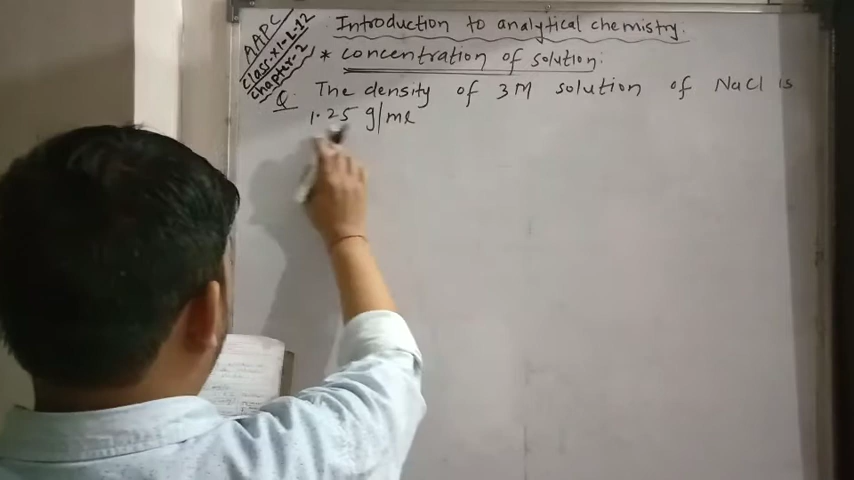 AAPC
Class-XI-L-12
Chapter-2
Introduction to analytical chemistry:
* concentration of solution:
Q. The density of 3M solution of NaCl is
1.25 g/ml